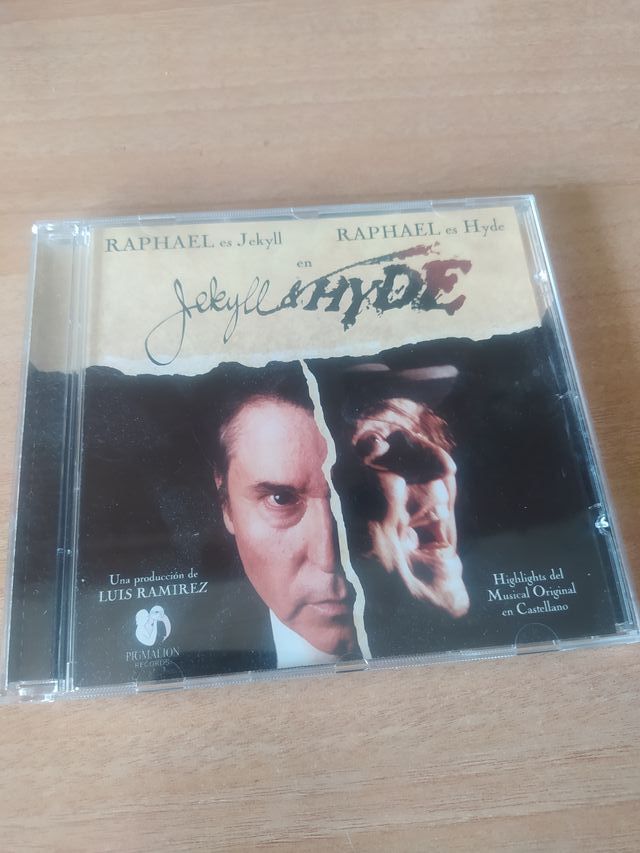 RAPHAEL es Jekyll
RAPHAEL es Hyde
en
Jekyll & HYDE
Una producción de
LUIS RAMIREZ
PIGMALION
RECORDS
Highlights del
Musical Original
en Castellano